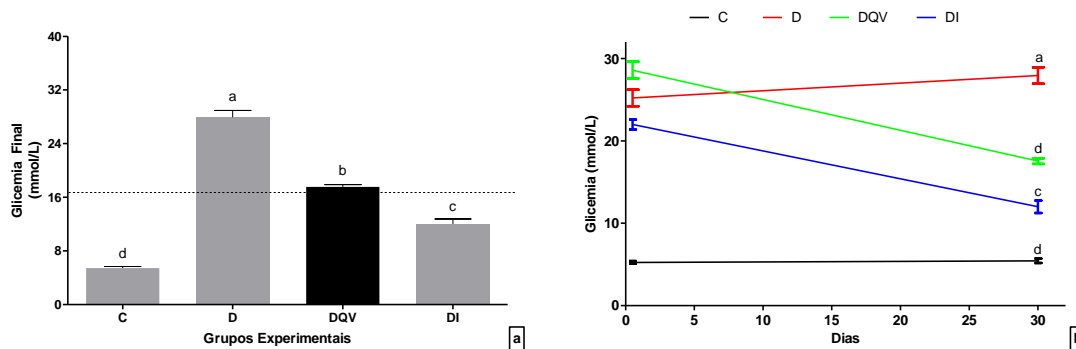 40
32
24
16
8
0
Glicemia Final
(mmol/L)
d
a
b
c
C D DQV DI
Grupos Experimentais
a
C D DQV DI
30
20
10
0
Glicemia (mmol/L)
a
d
c
d
0 5 10 15 20 25 30
Dias